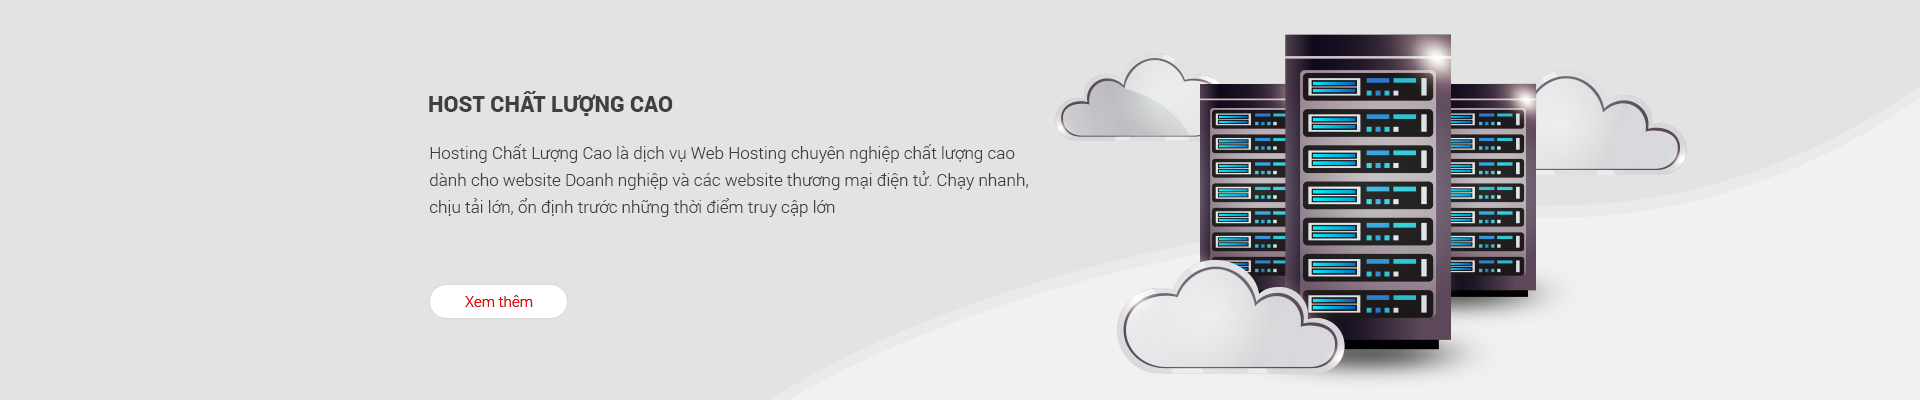 HOST CHẤT LƯỢNG CAO
Hosting Chất Lượng Cao là dịch vụ Web Hosting chuyên nghiệp chất lượng cao
dành cho website Doanh nghiệp và các website thương mại điện tử. Chạy nhanh,
chịu tải lớn, ổn định trước những thời điểm truy cập lớn
Xem thêm